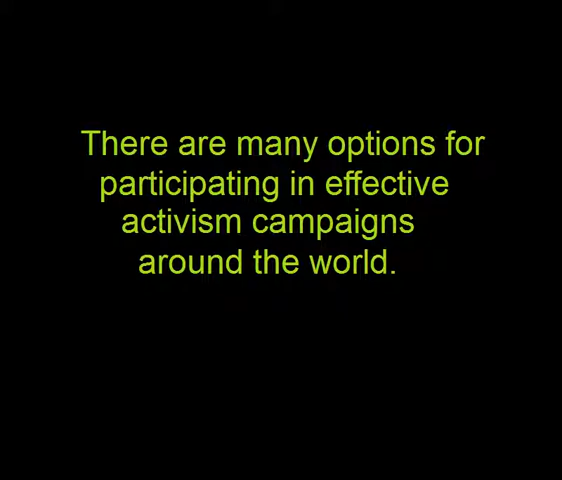 There are many options for
participating in effective
activism campaigns
around the world.